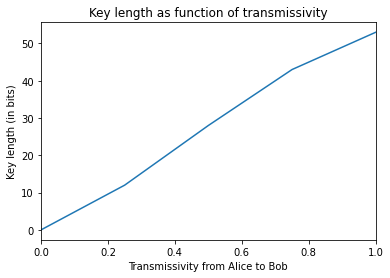 Key length as function of transmissivity
Key length (in bits)
50
40
30
20
10
0
0.0 0.2 0.4 0.6 0.8 1.0
Transmissivity from Alice to Bob